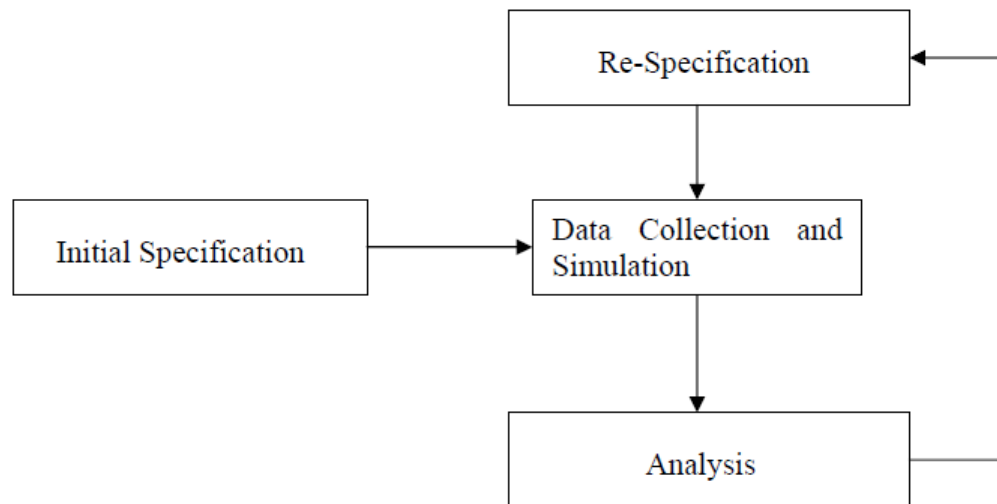 Re-Specification
Initial Specification
Data Collection and
Simulation
Analysis